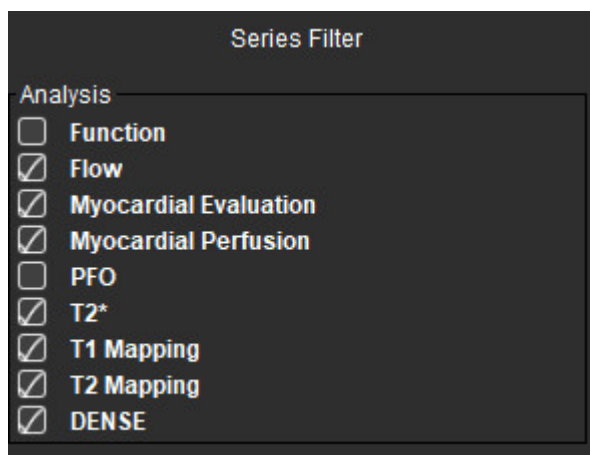 Series Filter
Analysis
Function
Flow
Myocardial Evaluation
Myocardial Perfusion
PFO
T2*
T1 Mapping
T2 Mapping
DENSE